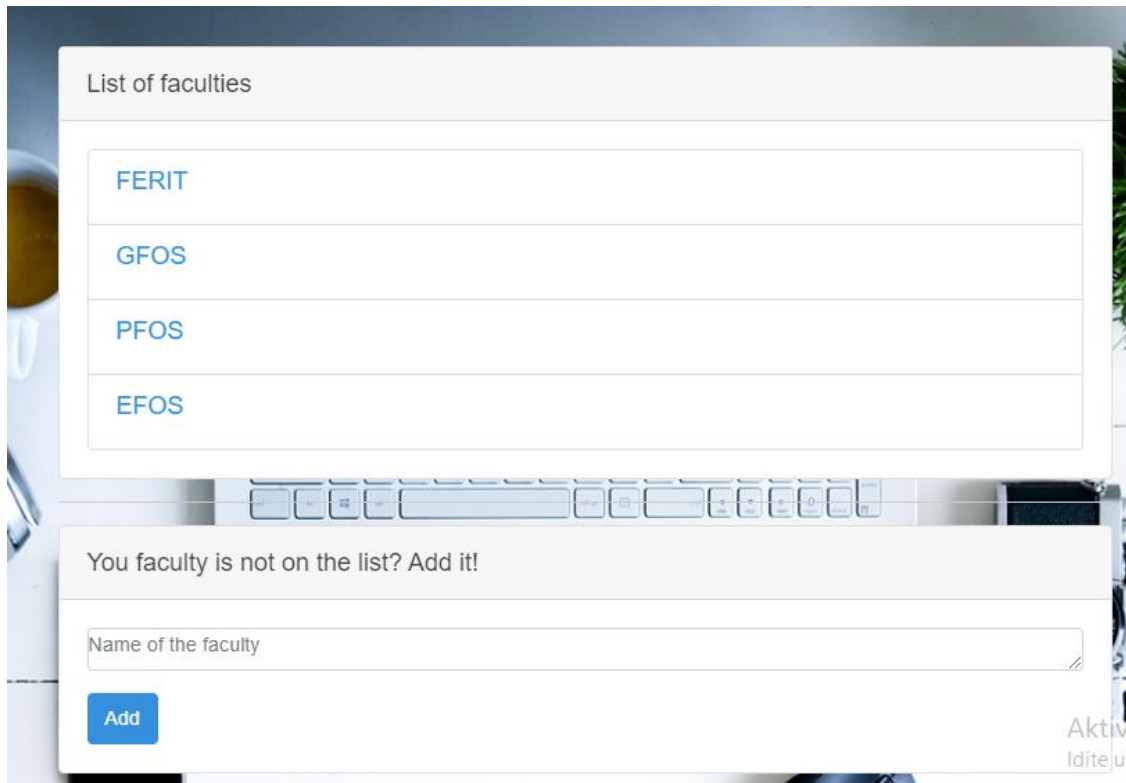 List of faculties
FERIT
GFOS
PFOS
EFOS
You faculty is not on the list? Add it!
Name of the faculty
Add
Aktiv
Idite u